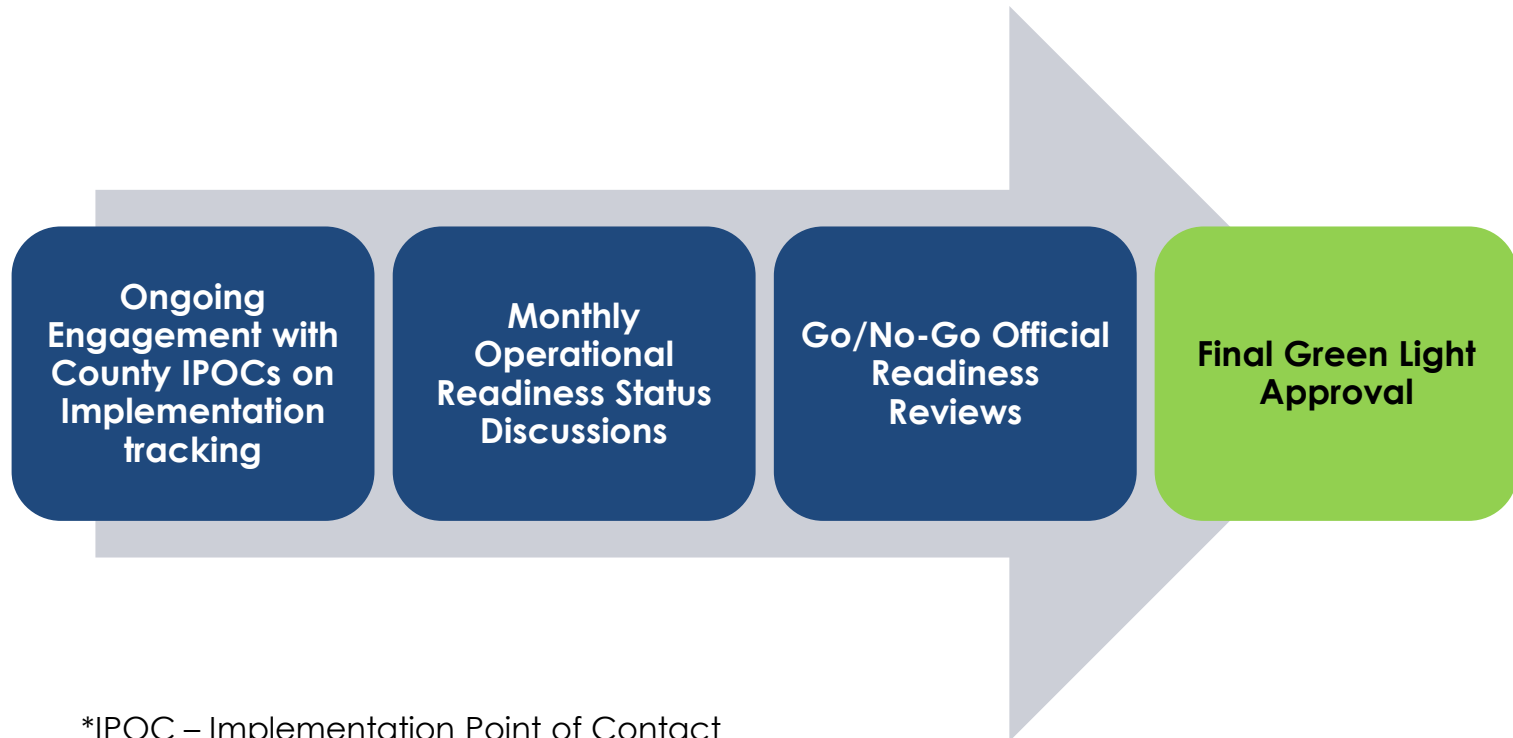 Ongoing
Engagement with
County IPOCs on
Implementation
tracking
Monthly
Operational
Readiness Status
Discussions
Go/No-Go Official
Readiness
Reviews
Final Green Light
Approval
*IPOC – Implementation Point of Contact